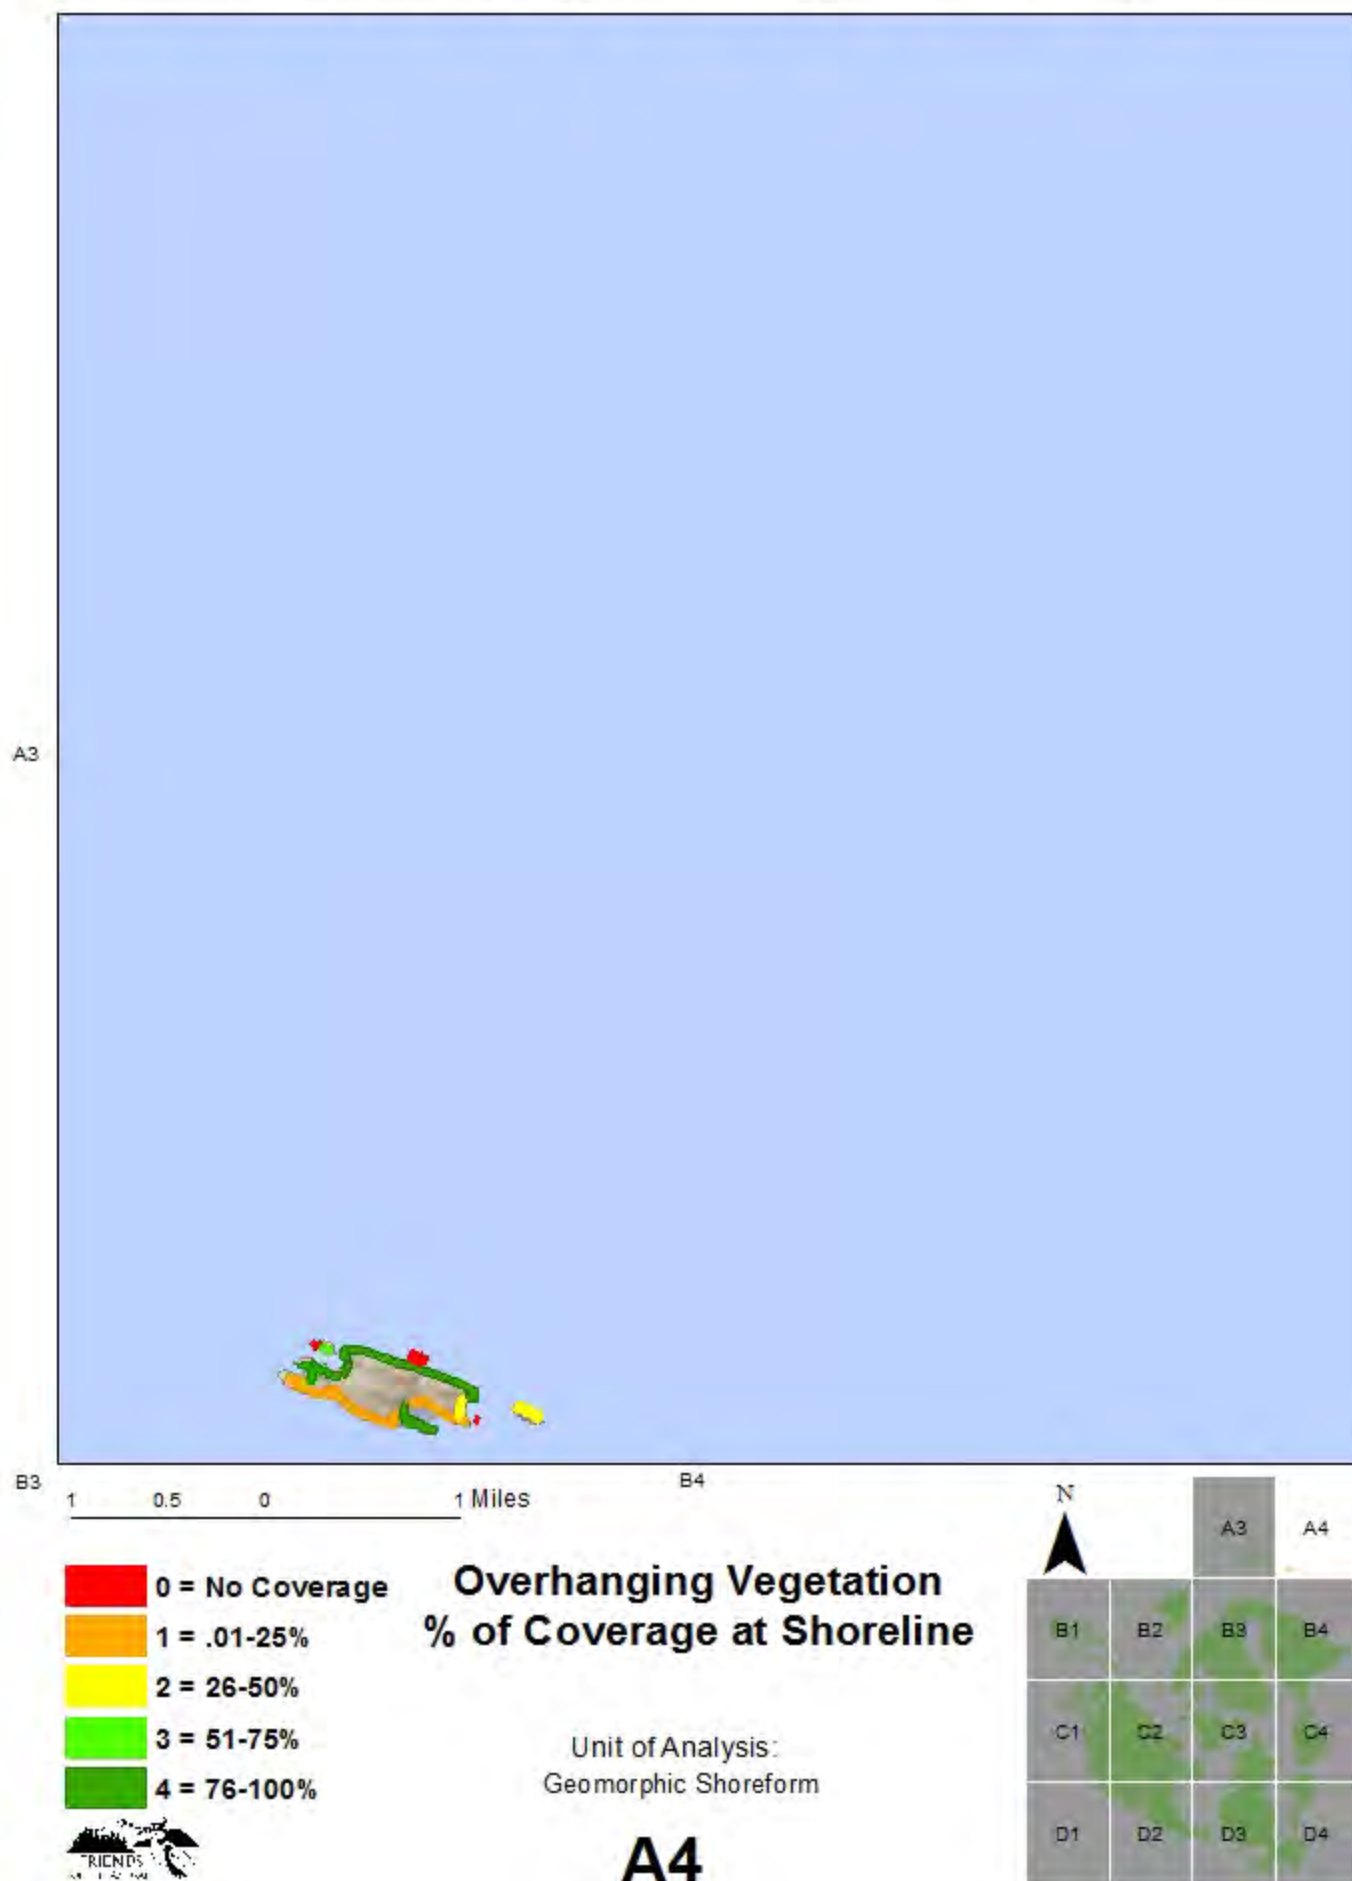 A3
B3
B4
1 0.5 0 1 Miles
N
A3 A4
0 = No Coverage
1 = .01-25%
2 = 26-50%
3 = 51-75%
4 = 76-100%
Overhanging Vegetation
% of Coverage at Shoreline
Unit of Analysis:
Geomorphic Shoreform
A4
B1 B2 B3 B4
C1 C2 C3 C4
D1 D2 D3 D4
FRIENDS